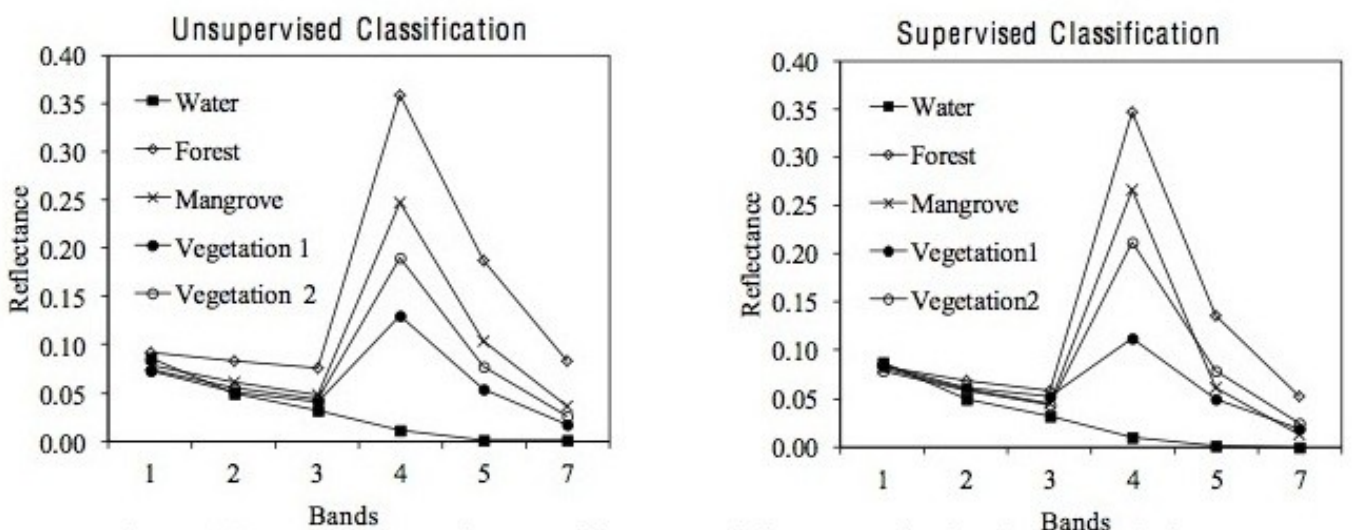 Unsupervised Classification
0.40
0.35
0.30
0.25
0.20
0.15
0.10
0.05
0.00
Reflectance
Water
Forest
Mangrove
Vegetation 1
Vegetation 2
1 2 3 4 5 7
Bands
Supervised Classification
0.40
0.35
0.30
0.25
0.20
0.15
0.10
0.05
0.00
Reflectance
Water
Forest
Mangrove
Vegetation1
Vegetation2
1 2 3 4 5 7
Bands